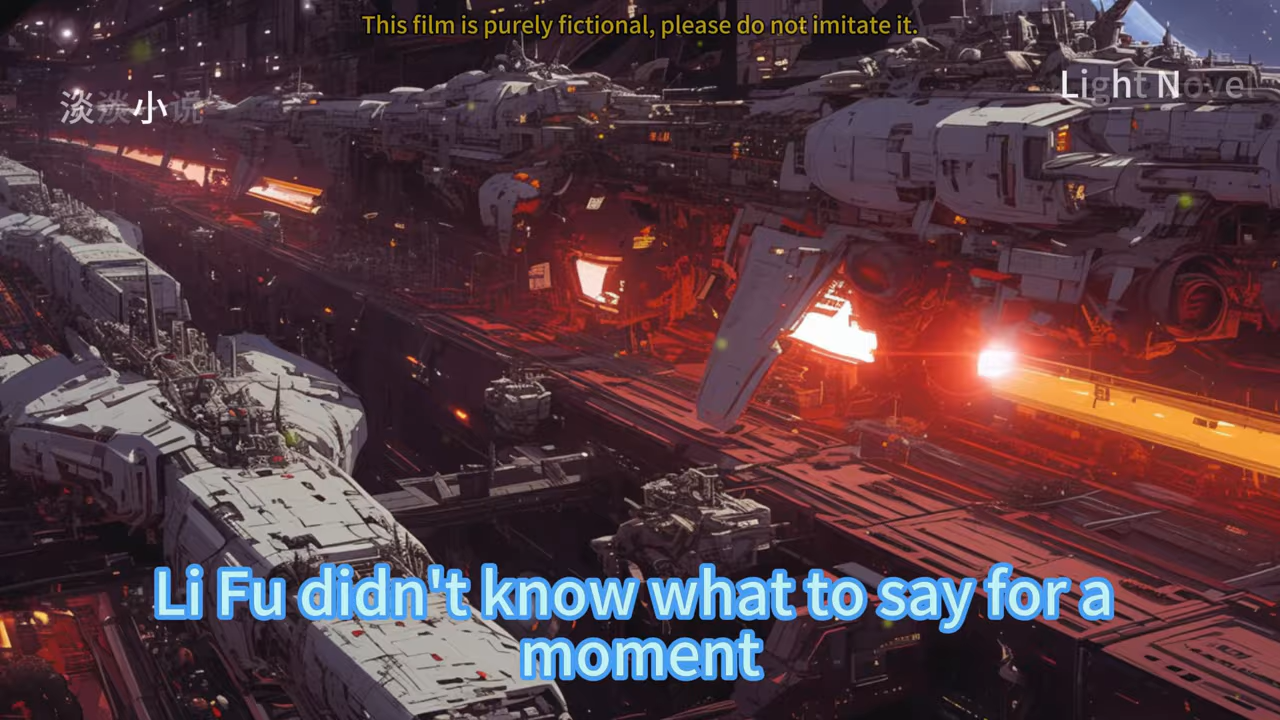 This film is purely fictional, please do not imitate it.
Light Novel
淡淡小说
Li Fu didn't know what to say for a
moment